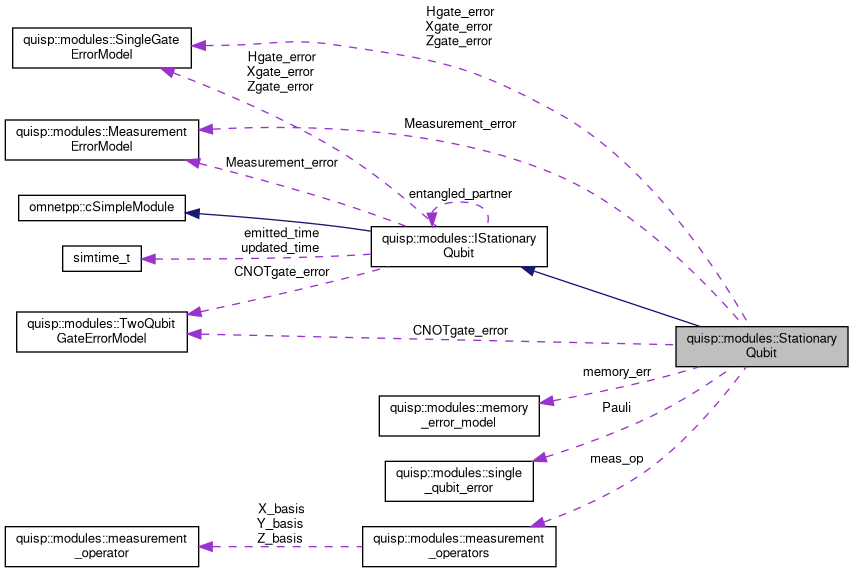 Hgate_error
Xgate_error
Zgate_error
quisp::modules::SingleGate
ErrorModel
Hgate_error
Xgate_error
Zgate_error
quisp::modules::Measurement
ErrorModel
Measurement_error
Measurement_error
omnetpp::cSimpleModule
entangled_partner
emitted_time
updated_time
quisp::modules::IStationary
Qubit
simtime_t
CNOTgate_error
quisp::modules::TwoQubit
GateErrorModel
CNOTgate_error
quisp::modules::Stationary
Qubit
memory_err
quisp::modules::memory
_error_model
Pauli
quisp::modules::single
_qubit_error
meas_op
X_basis
Y_basis
Z_basis
quisp::modules::measurement
_operator
quisp::modules::measurement
_operators